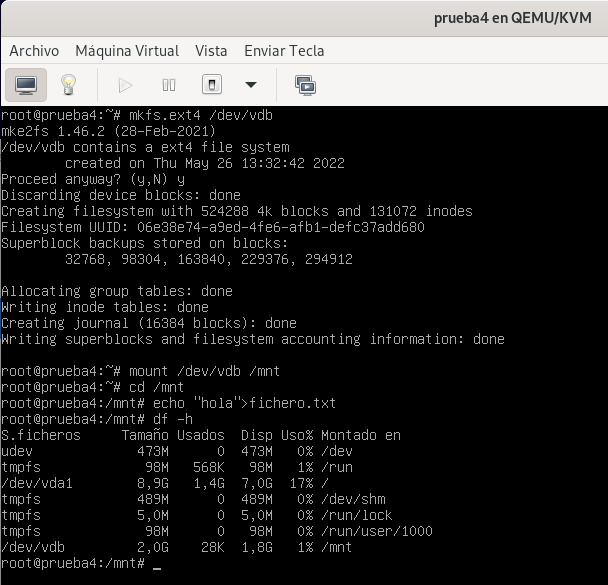 prueba4 en QEMU/KVM
Archivo Máquina Virtual Vista Enviar Tecla
root@prueba4:~# mkfs.ext4 /dev/vdb
mke2fs 1.46.2 (28-Feb-2021)
/dev/vdb contains a ext4 file system
        created on Thu May 26 13:32:42 2022
Proceed anyway? (y,N) y
Discarding device blocks: done
Creating filesystem with 524288 4k blocks and 131072 inodes
Filesystem UUID: 06e38e74-a9ed-4fe6-afb1-defc37add680
Superblock backups stored on blocks:
        32768, 98304, 163840, 229376, 294912
Allocating group tables: done
Writing inode tables: done
Creating journal (16384 blocks): done
Writing superblocks and filesystem accounting information: done
root@prueba4:~# mount /dev/vdb /mnt
root@prueba4:~# cd /mnt
root@prueba4:/mnt# echo "hola">fichero.txt
root@prueba4:/mnt# df -h
S.ficheros     Tamaño Usados  Disp Uso% Montado en
udev             473M      0  473M   0% /dev
tmpfs             98M   568K   98M   1% /run
/dev/vda1        8,9G   1,4G  7,0G  17% /
tmpfs            489M      0  489M   0% /dev/shm
tmpfs            5,0M      0  5,0M   0% /run/lock
tmpfs             98M      0   98M   0% /run/user/1000
/dev/vdb         2,0G    28K  1,8G   1% /mnt
root@prueba4:/mnt# _